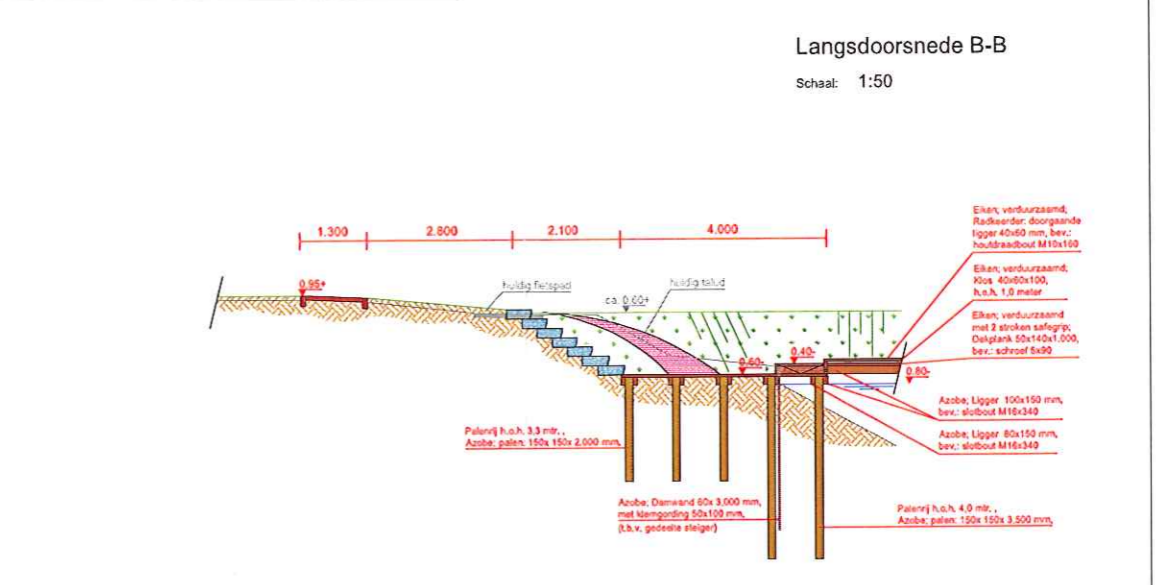 Langsdoorsnede B-B
Schaal: 1:50
1.300
2.800
2.100
4.000
0.95+
huidig fietspad
ca. 0.60+
huidig talud
0.60-
0.40-
0.80-
Eiken; verduurzaamd;
Radkeerder: doorgaande
ligger 40x60 mm, bev.:
houtdraadbout M10x160
Eiken; verduurzaamd;
Klos 40x60x100,
h.o.h. 1,0 meter
Eiken; verduurzaamd
met 2 stroken safegrip;
Dekplank 50x140x1.000,
bev.: schroef 5x90
Azobe; Ligger 100x150 mm,
bev.: slotbout M16x340
Azobe; Ligger 80x150 mm,
bev.: slotbout M16x340
Palenrij h.o.h. 3,3 mtr. ,
Azobe; palen: 150x 150x 2.000 mm,
Azobe; Damwand 60x 3,000 mm,
met klemgording 50x100 mm,
(t.b.v. gedeelte steiger)
Palenrij h.o.h. 4,0 mtr. ,
Azobe; palen: 150x 150x 3.500 mm,